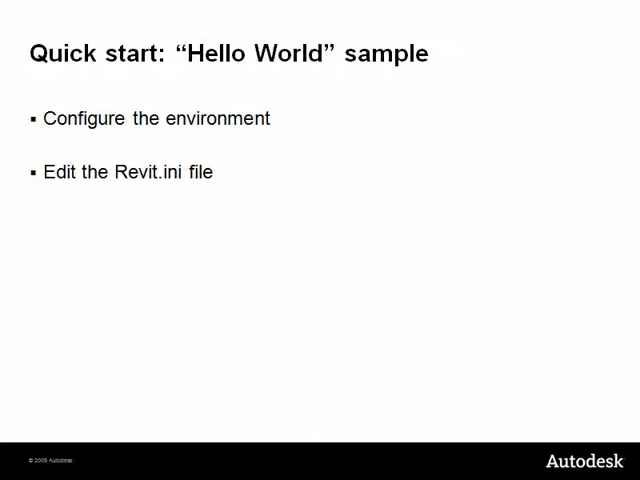 Quick start: “Hello World” sample
▪ Configure the environment
▪ Edit the Revit.ini file
© 2009 Autodesk
Autodesk